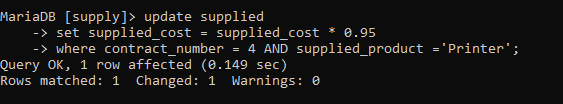 MariaDB [supply]> update supplied
    -> set supplied_cost = supplied_cost * 0.95
    -> where contract_number = 4 AND supplied_product ='Printer';
Query OK, 1 row affected (0.149 sec)
Rows matched: 1  Changed: 1  Warnings: 0